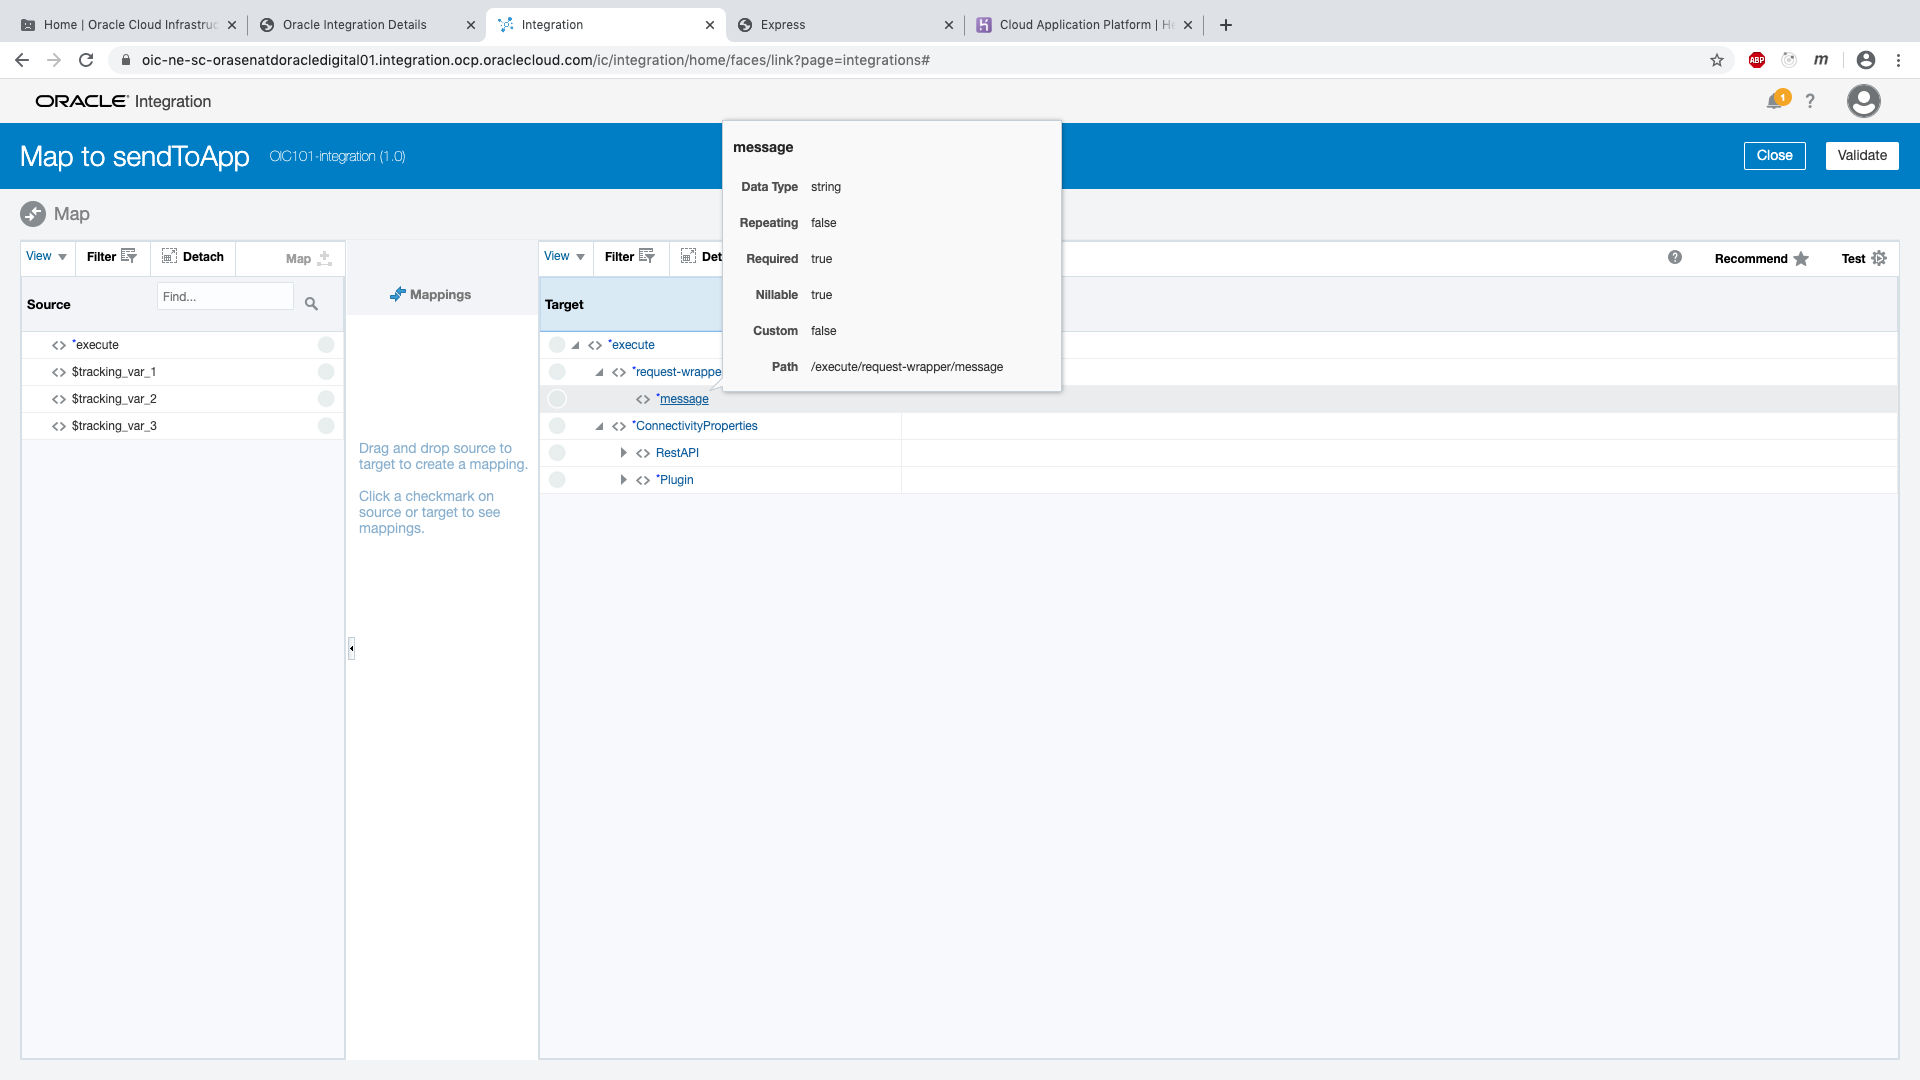 Home | Oracle Cloud Infrastruc
Oracle Integration Details
Integration
Express
Cloud Application Platform | He
oic-ne-sc-orasenatdoracledigital01.integration.ocp.oraclecloud.com/ic/integration/home/faces/link?page=integrations#
ABP
m
ORACLE Integration
1
?
Map to sendToApp
OIC101-integration (1.0)
Close
Validate
message
Data Type string
Repeating false
Required true
Nillable true
Custom false
Path /execute/request-wrapper/message
Map
View
Filter
Detach
Map
Source
Find...
<> *execute
<> $tracking_var_1
<> $tracking_var_2
<> $tracking_var_3
Mappings
Drag and drop source to
target to create a mapping.
Click a checkmark on
source or target to see
mappings.
View
Filter
Det
?
Recommend
Test
Target
<> *execute
<> *request-wrappe
<> *message
<> *ConnectivityProperties
<> RestAPI
<> *Plugin